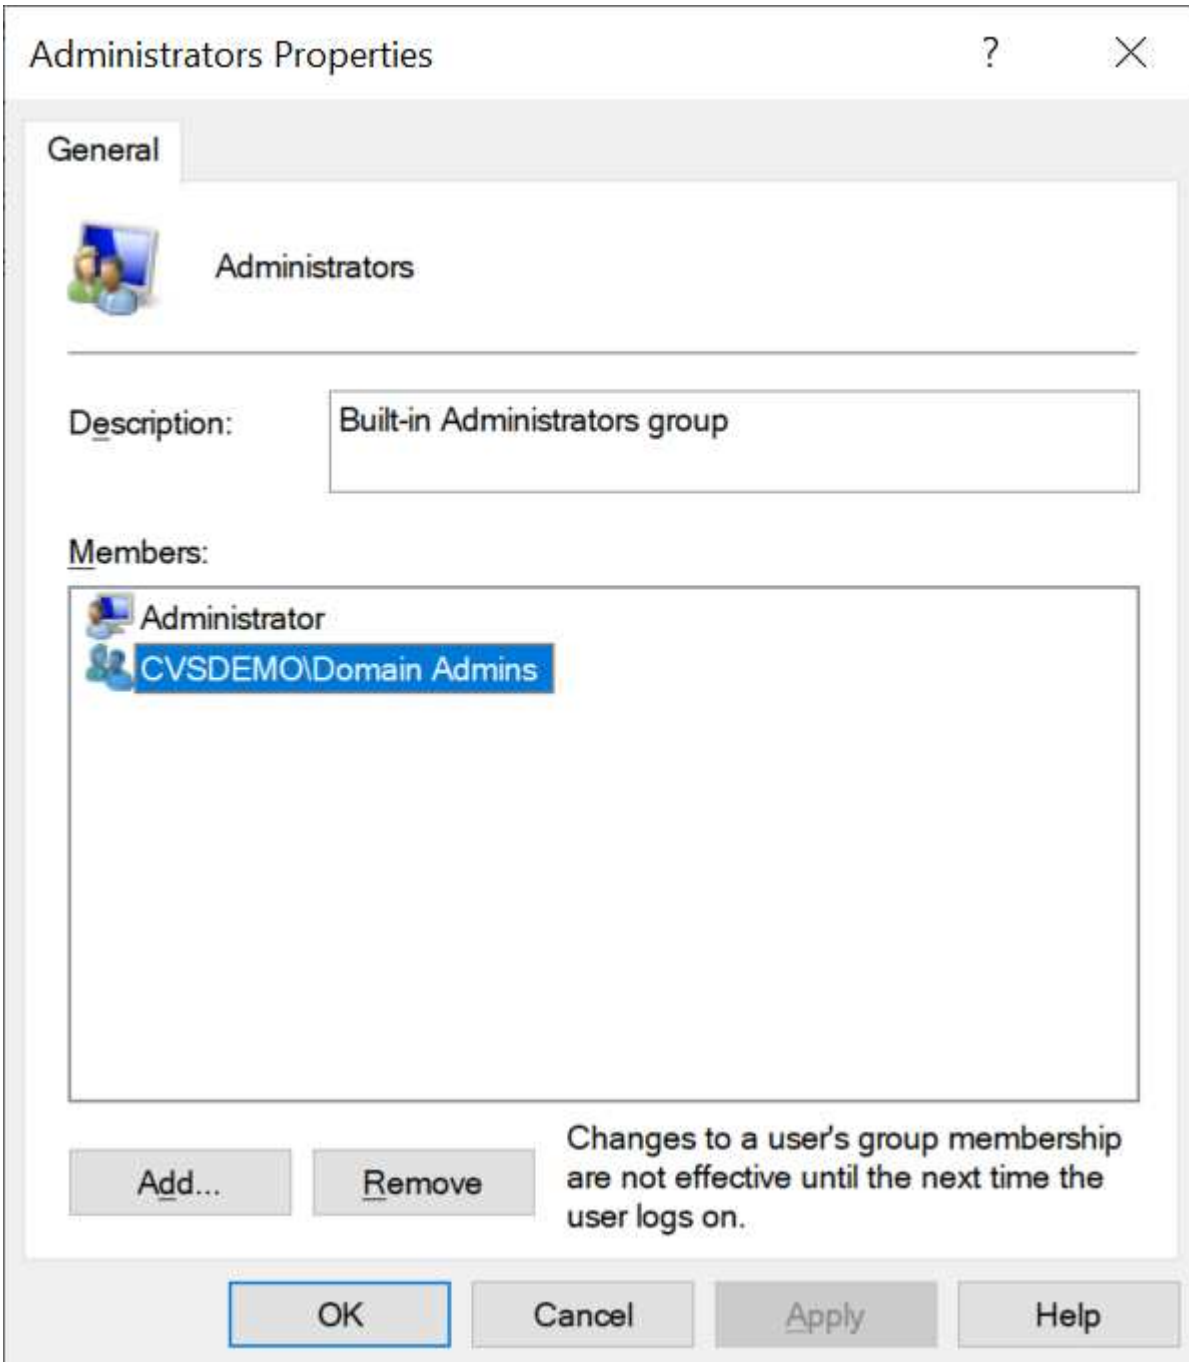 Administrators Properties
?
General
Administrators
Description:
Built-in Administrators group
Members:
Administrator
CVSDEMO\Domain Admins
Add...
Remove
Changes to a user's group membership
are not effective until the next time the
user logs on.
OK
Cancel
Apply
Help